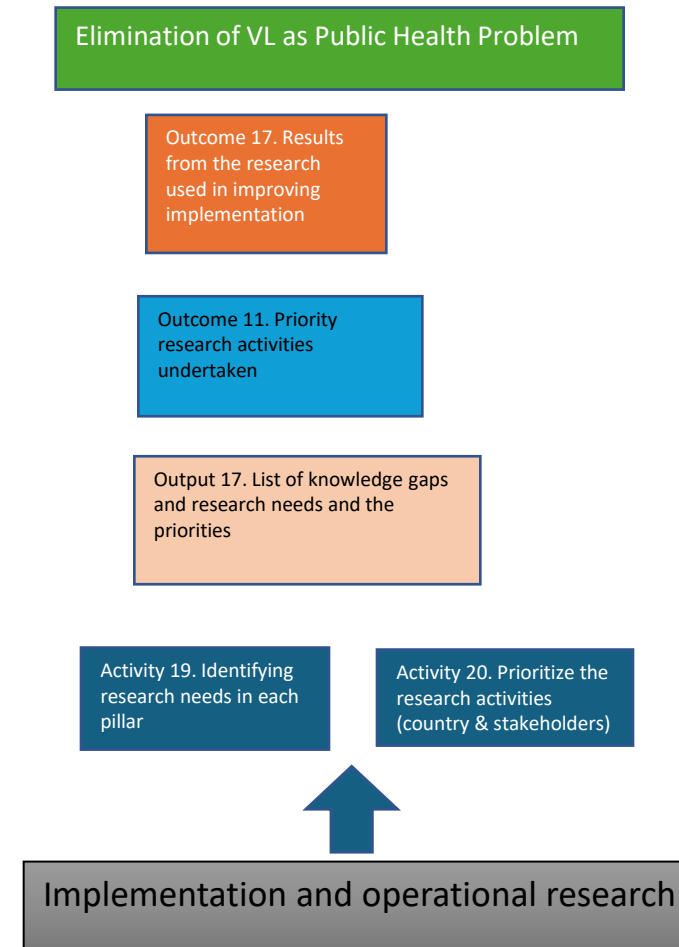 Elimination of VL as Public Health Problem
Outcome 17. Results
from the research
used in improving
implementation
Outcome 11. Priority
research activities
undertaken
Output 17. List of knowledge gaps
and research needs and the
priorities
Activity 19. Identifying
research needs in each
pillar
Activity 20. Prioritize the
research activities
(country & stakeholders)
Implementation and operational research